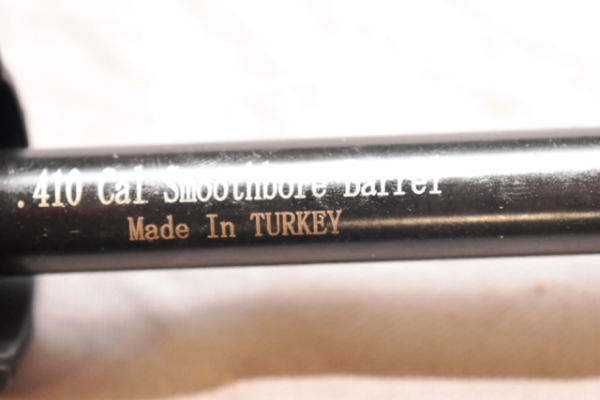 .410 Cal Smoothbore Barrel
Made In TURKEY